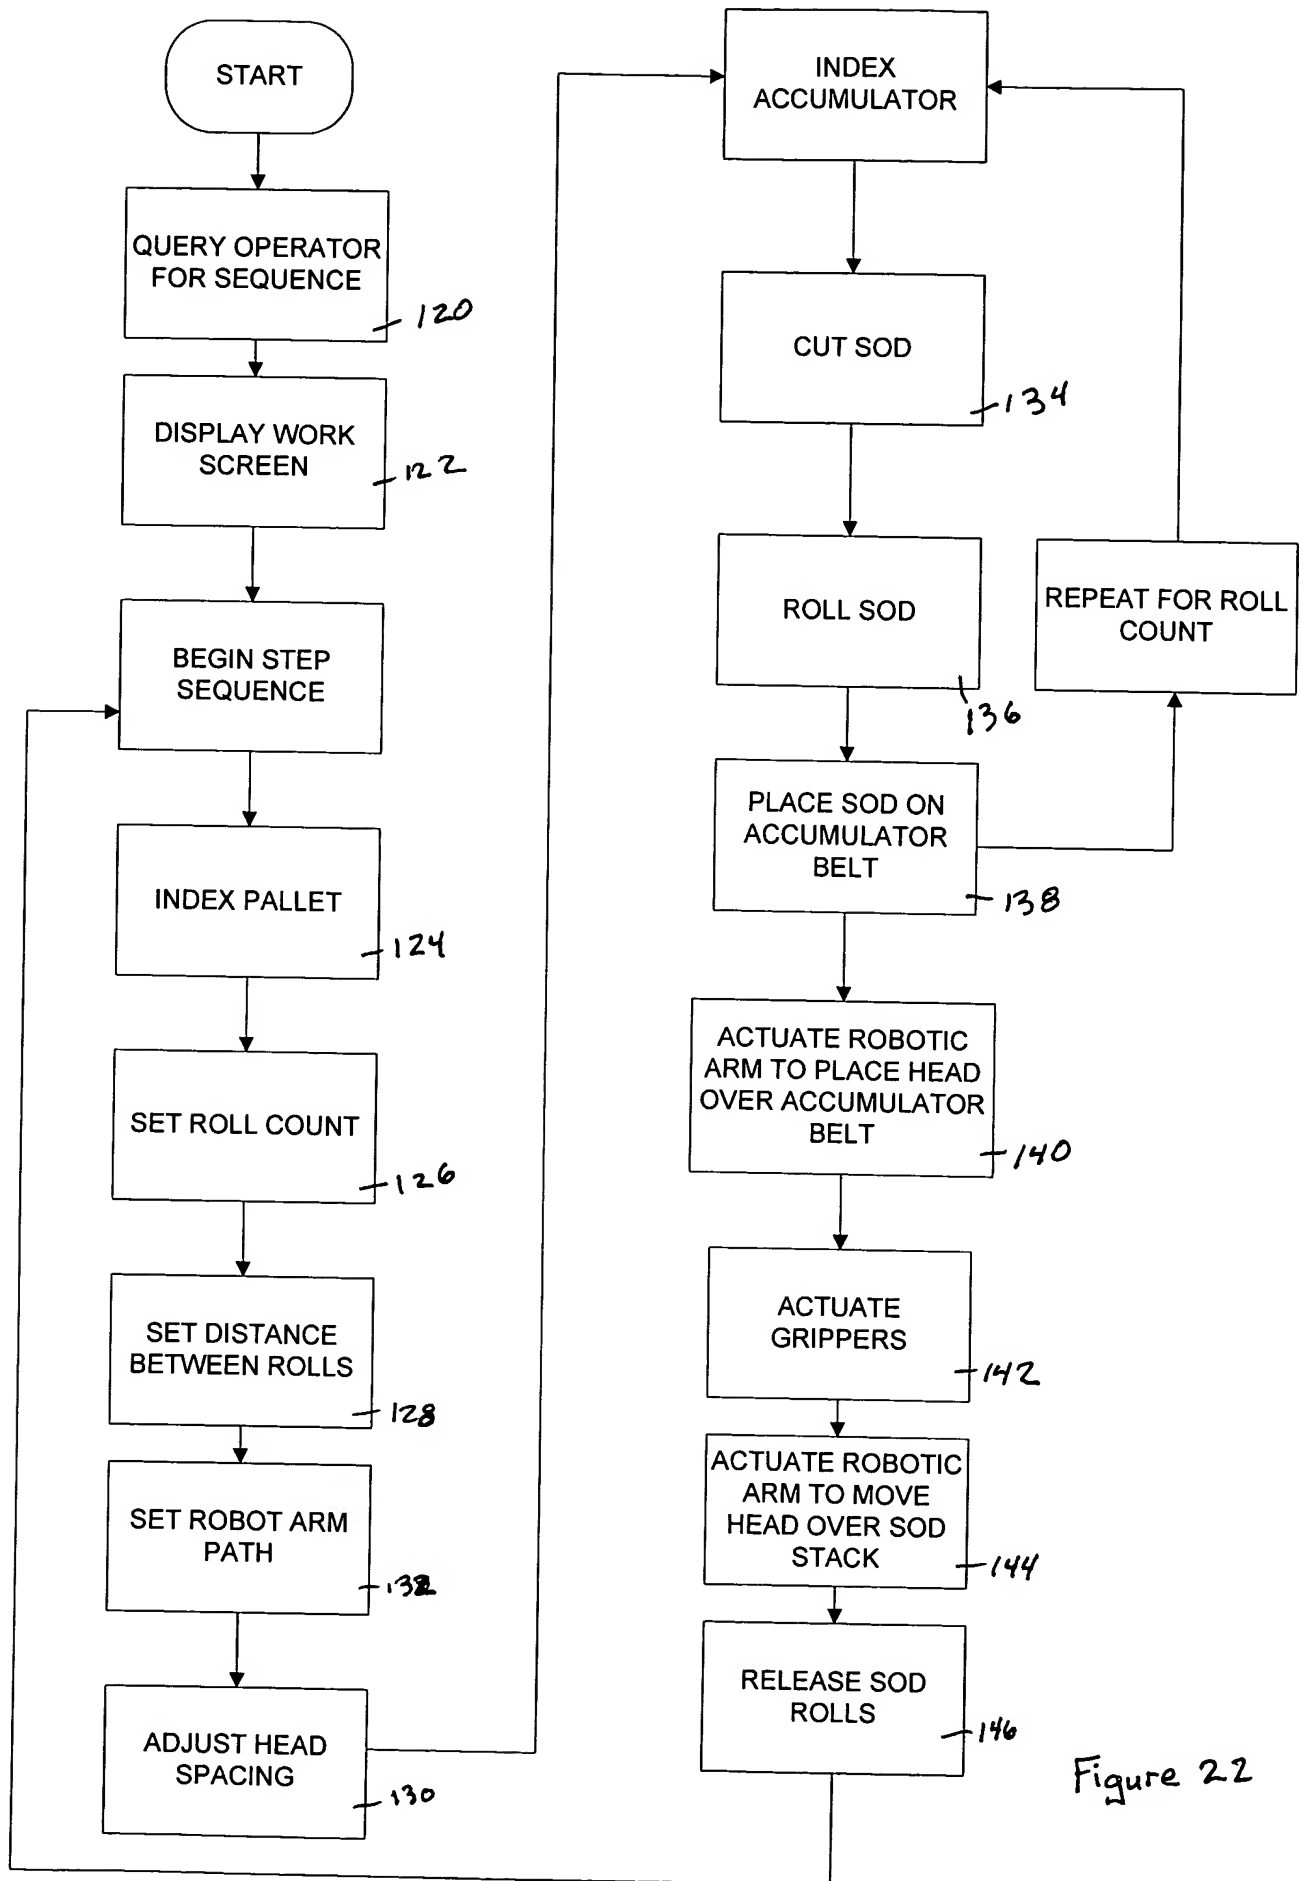 START
QUERY OPERATOR
FOR SEQUENCE
120
DISPLAY WORK
SCREEN
122
BEGIN STEP
SEQUENCE
INDEX PALLET
124
SET ROLL COUNT
126
SET DISTANCE
BETWEEN ROLLS
128
SET ROBOT ARM
PATH
132
ADJUST HEAD
SPACING
130
INDEX
ACCUMULATOR
CUT SOD
134
ROLL SOD
136
REPEAT FOR ROLL
COUNT
PLACE SOD ON
ACCUMULATOR
BELT
138
ACTUATE ROBOTIC
ARM TO PLACE HEAD
OVER ACCUMULATOR
BELT
140
ACTUATE
GRIPPERS
142
ACTUATE ROBOTIC
ARM TO MOVE
HEAD OVER SOD
STACK
144
RELEASE SOD
ROLLS
146
Figure 22